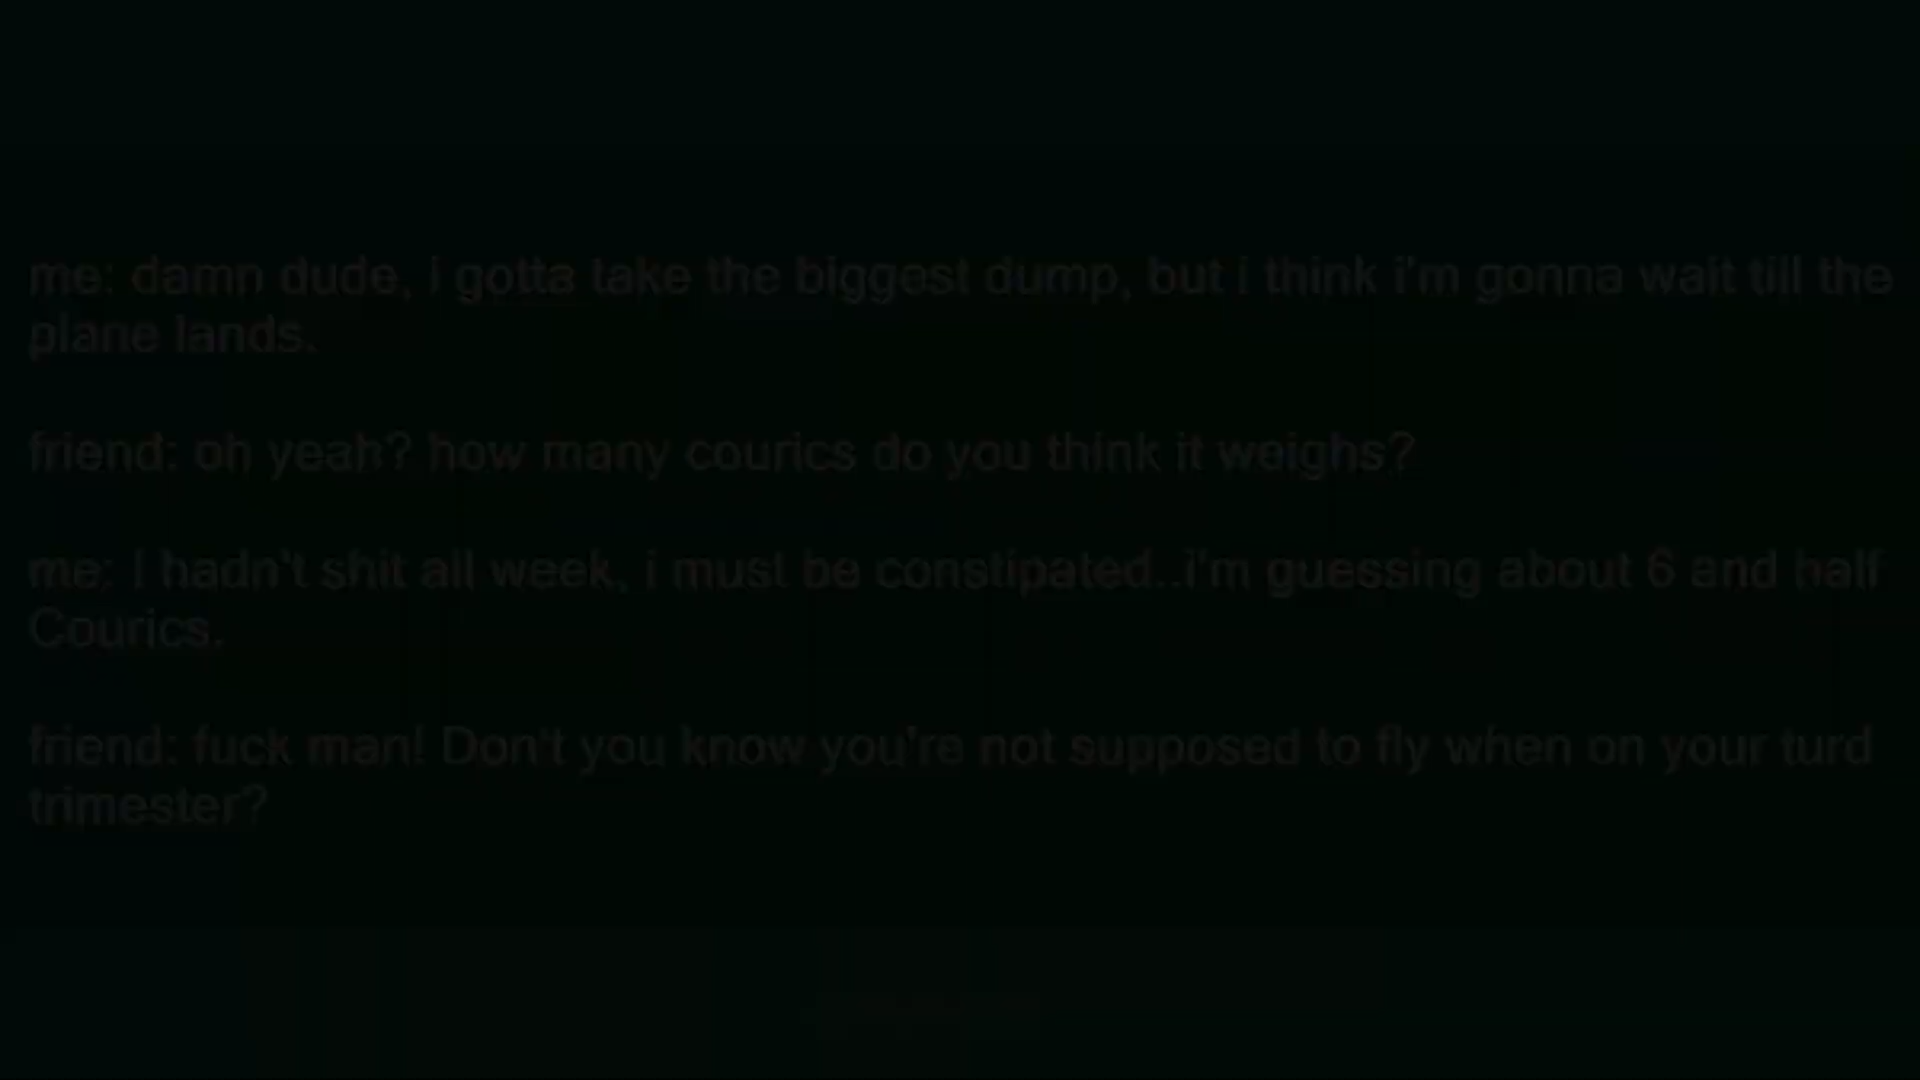 me: damn dude, i gotta take the biggest dump, but i think i'm gonna wait till the
plane lands.
friend: oh yeah? how many courics do you think it weighs?
me: I hadn't shit all week, i must be constipated..i'm guessing about 6 and half
Courics.
friend: fuck man! Don't you know you're not supposed to fly when on your turd
trimester?